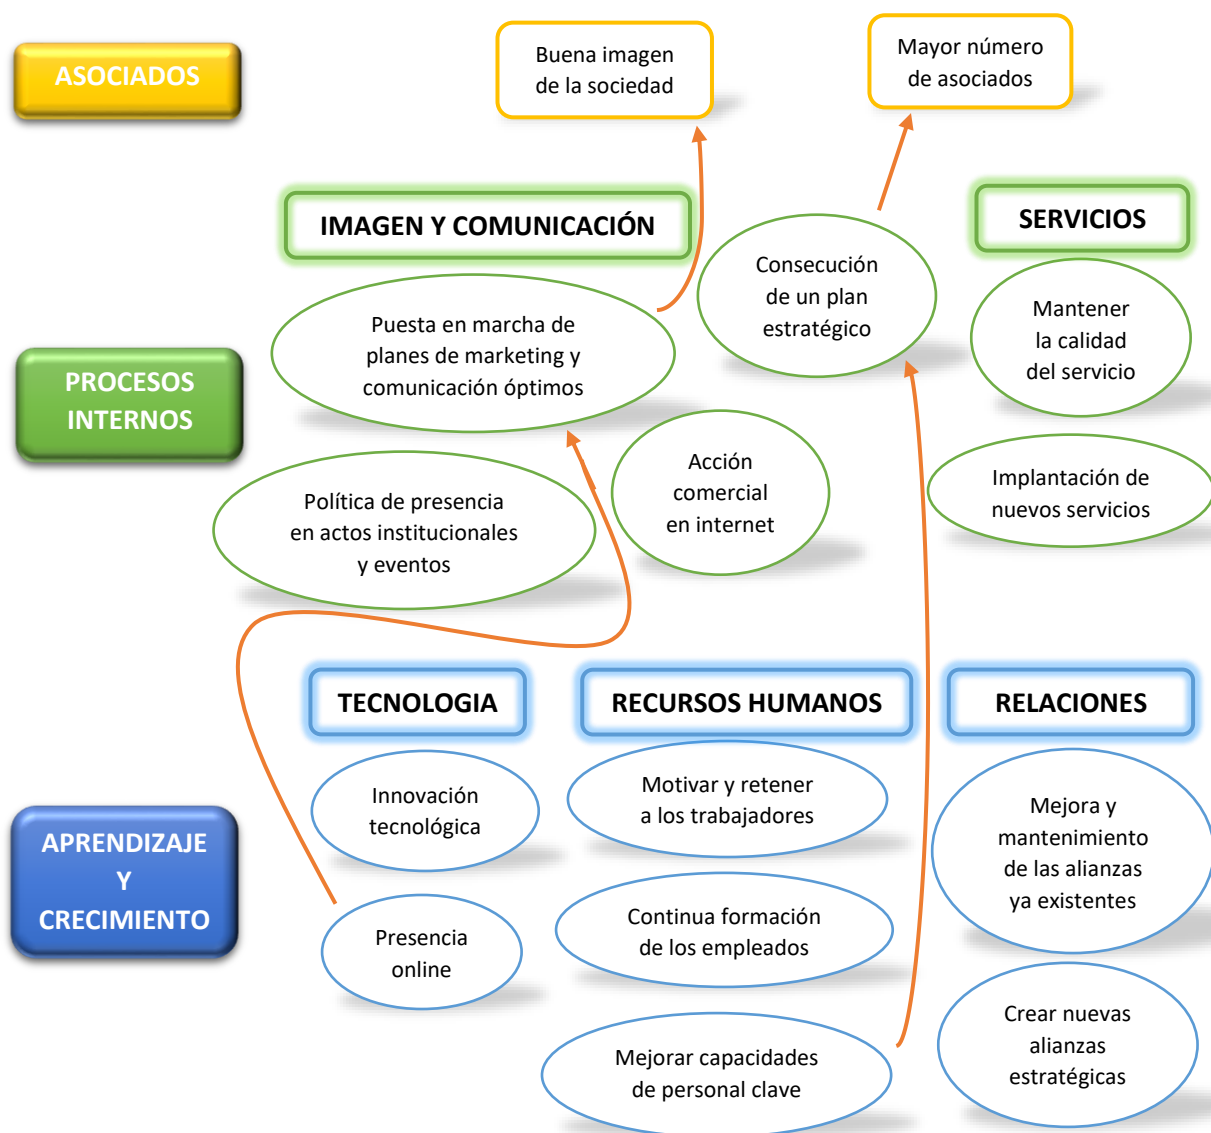 ASOCIADOS
Buena imagen
de la sociedad
Mayor número
de asociados
IMAGEN Y COMUNICACIÓN
SERVICIOS
PROCESOS
INTERNOS
Puesta en marcha de
planes de marketing y
comunicación óptimos
Consecución
de un plan
estratégico
Mantener
la calidad
del servicio
Política de presencia
en actos institucionales
y eventos
Acción
comercial
en internet
Implantación de
nuevos servicios
TECNOLOGIA
RECURSOS HUMANOS
RELACIONES
APRENDIZAJE
Y
CRECIMIENTO
Innovación
tecnológica
Motivar y retener
a los trabajadores
Mejora y
mantenimiento
de las alianzas
ya existentes
Presencia
online
Continua formación
de los empleados
Mejorar capacidades
de personal clave
Crear nuevas
alianzas
estratégicas